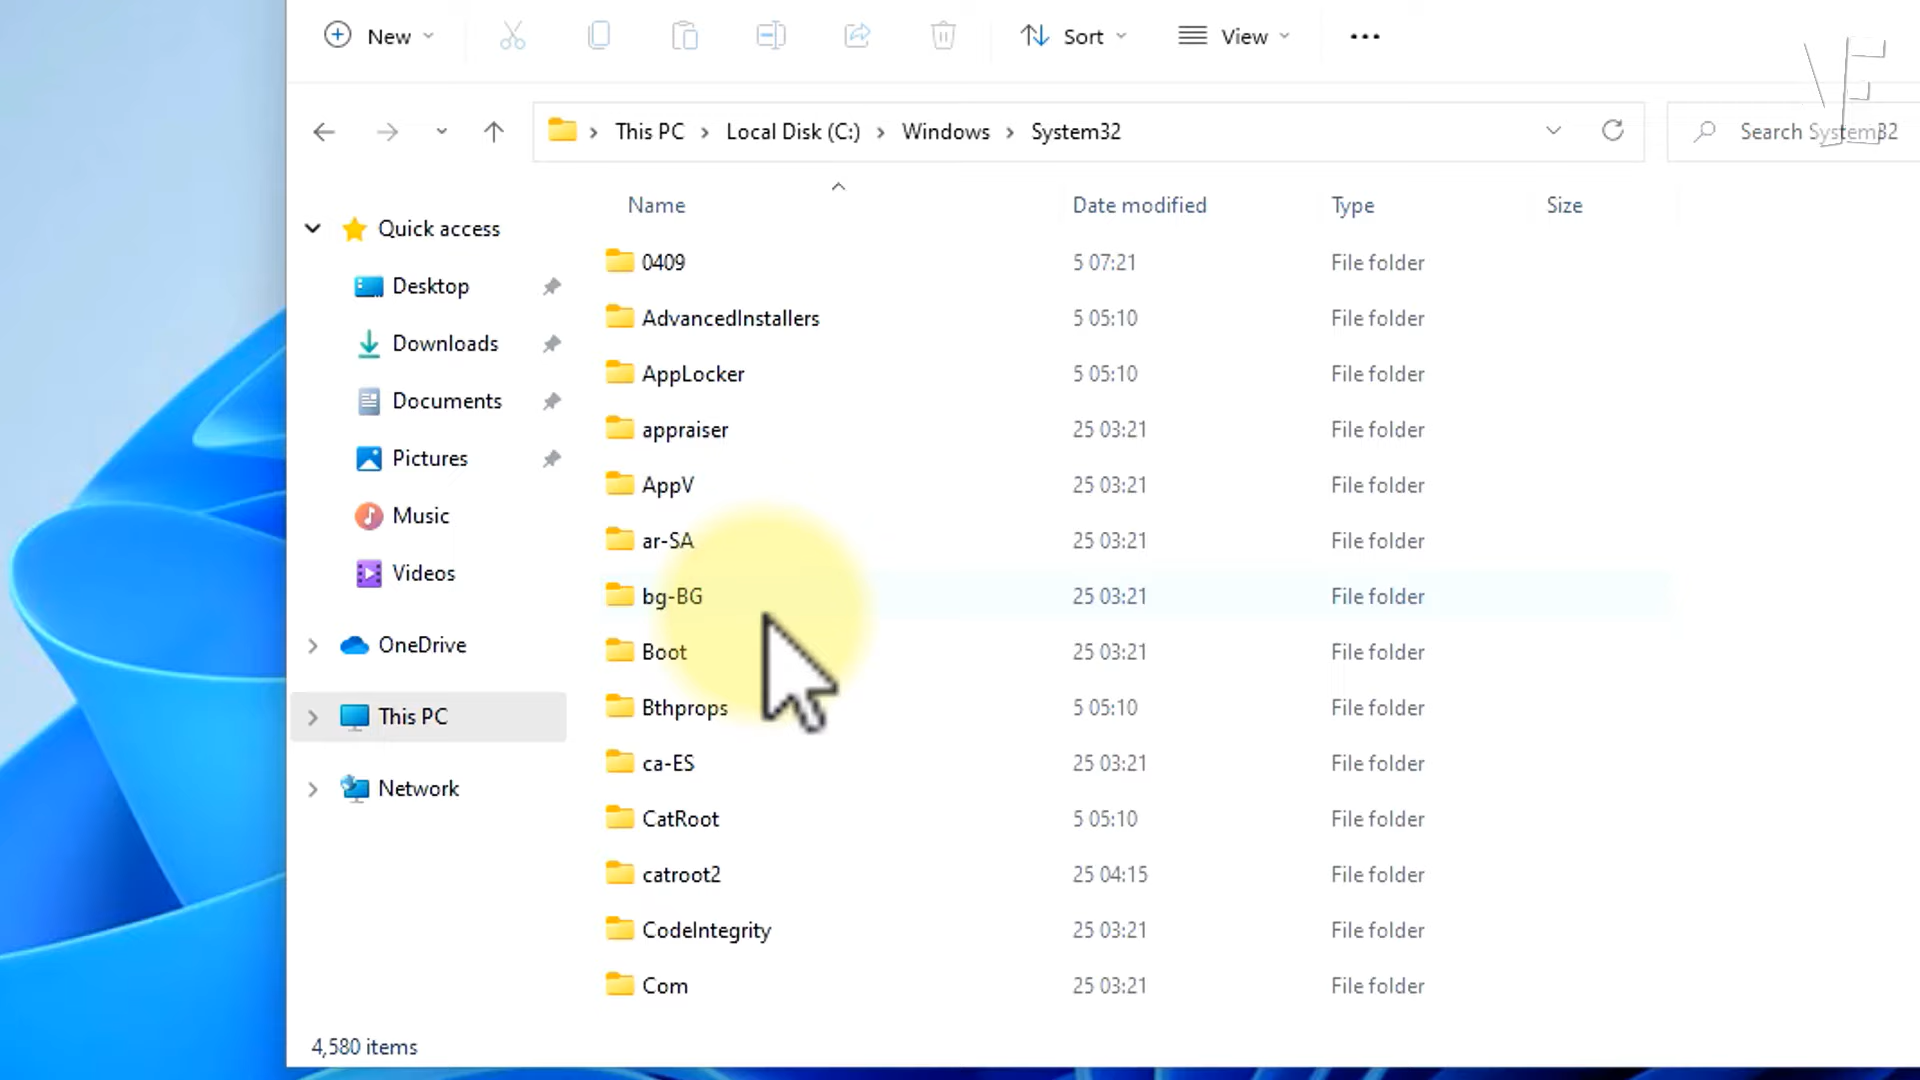 New Sort View
This PC Local Disk (C:) Windows System32 Search System32
Name Date modified Type Size
Quick access
Desktop
Downloads
Documents
Pictures
Music
Videos
OneDrive
This PC
Network
0409 5 07:21 File folder
AdvancedInstallers 5 05:10 File folder
AppLocker 5 05:10 File folder
appraiser 25 03:21 File folder
AppV 25 03:21 File folder
ar-SA 25 03:21 File folder
bg-BG 25 03:21 File folder
Boot 25 03:21 File folder
Bthprops 5 05:10 File folder
ca-ES 25 03:21 File folder
CatRoot 5 05:10 File folder
catroot2 25 04:15 File folder
CodeIntegrity 25 03:21 File folder
Com 25 03:21 File folder
4,580 items